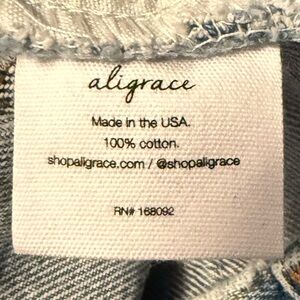 aligrace
Made in the USA.
100% cotton.
shopaligrace.com / @shopaligrace
RN# 168092